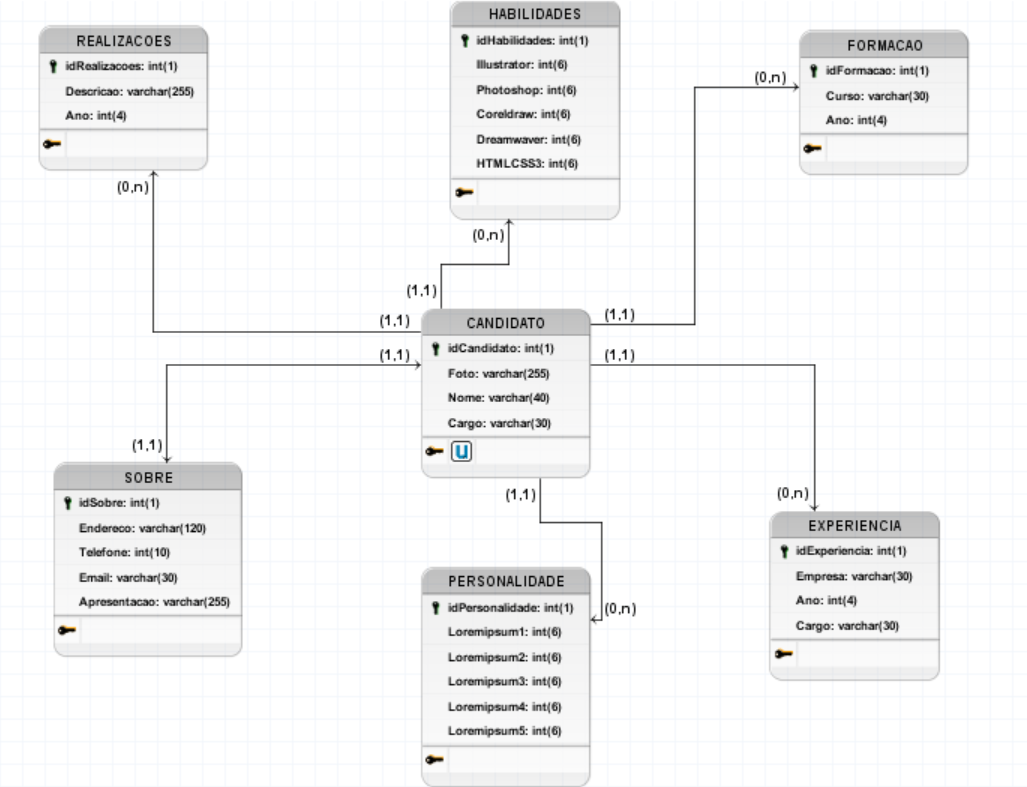 REALIZACOES
idRealizacoes: int(1)
Descricao: varchar(255)
Ano: int(4)
(0,n)
HABILIDADES
idHabilidades: int(1)
Illustrator: int(6)
Photoshop: int(6)
Coreldraw: int(6)
Dreamwaver: int(6)
HTMLCSS3: int(6)
(0,n)
(1,1)
FORMACAO
idFormacao: int(1)
Curso: varchar(30)
Ano: int(4)
(0,n)
(1,1)
(1,1)
(1,1)
(1,1)
CANDIDATO
idCandidato: int(1)
Foto: varchar(255)
Nome: varchar(40)
Cargo: varchar(30)
U
(1,1)
(1,1)
SOBRE
idSobre: int(1)
Endereco: varchar(120)
Telefone: int(10)
Email: varchar(30)
Apresentacao: varchar(255)
PERSONALIDADE
idPersonalidade: int(1)
Loremipsum1: int(6)
Loremipsum2: int(6)
Loremipsum3: int(6)
Loremipsum4: int(6)
Loremipsum5: int(6)
(0,n)
(0,n)
EXPERIENCIA
idExperiencia: int(1)
Empresa: varchar(30)
Ano: int(4)
Cargo: varchar(30)